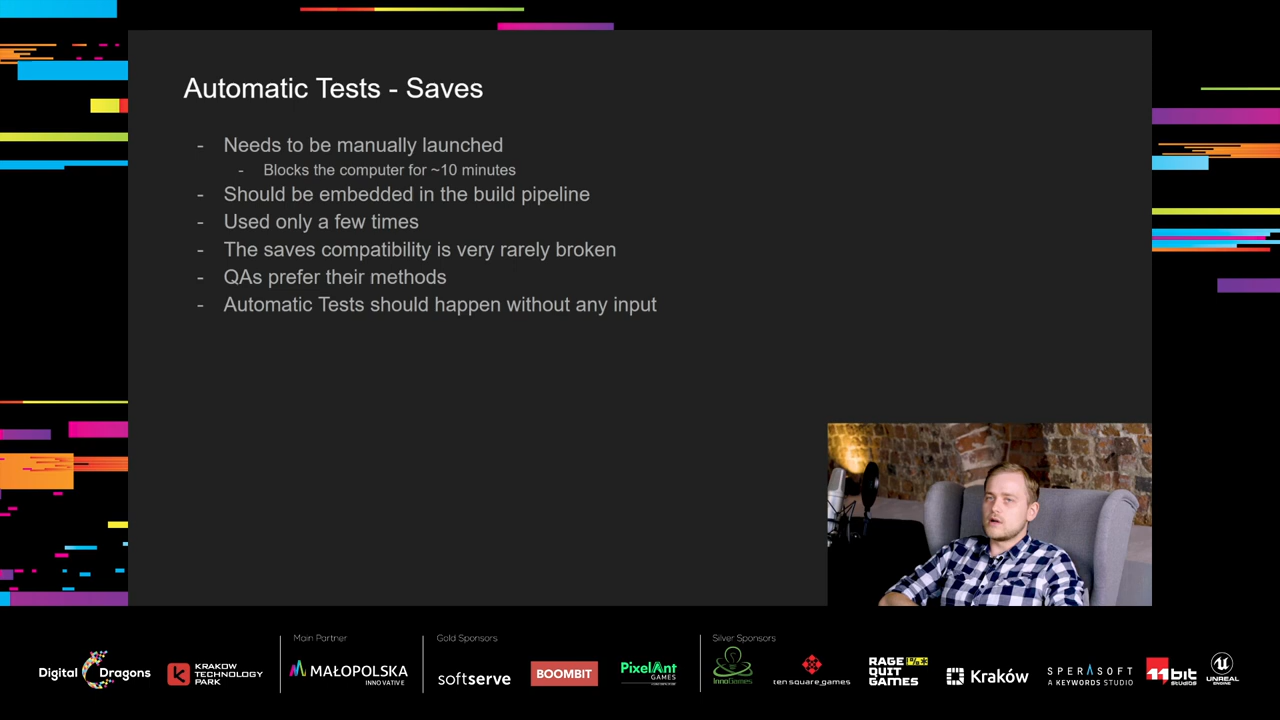 Automatic Tests - Saves
- Needs to be manually launched
- Blocks the computer for ~10 minutes
- Should be embedded in the build pipeline
- Used only a few times
- The saves compatibility is very rarely broken
- QAs prefer their methods
- Automatic Tests should happen without any input
Main Partner
Gold Sponsors
Silver Sponsors
Digital Dragons
KRAKOW
TECHNOLOGY
PARK
MAŁOPOLSKA
INNOVATIVE
softserve
BOOMBIT
PixelAnt
GAMES
InnoGames
ten square games
RAGE
QUIT
GAMES
Kraków
SPERASOFT
A KEYWORDS STUDIO
11 bit
studios
UNREAL
ENGINE